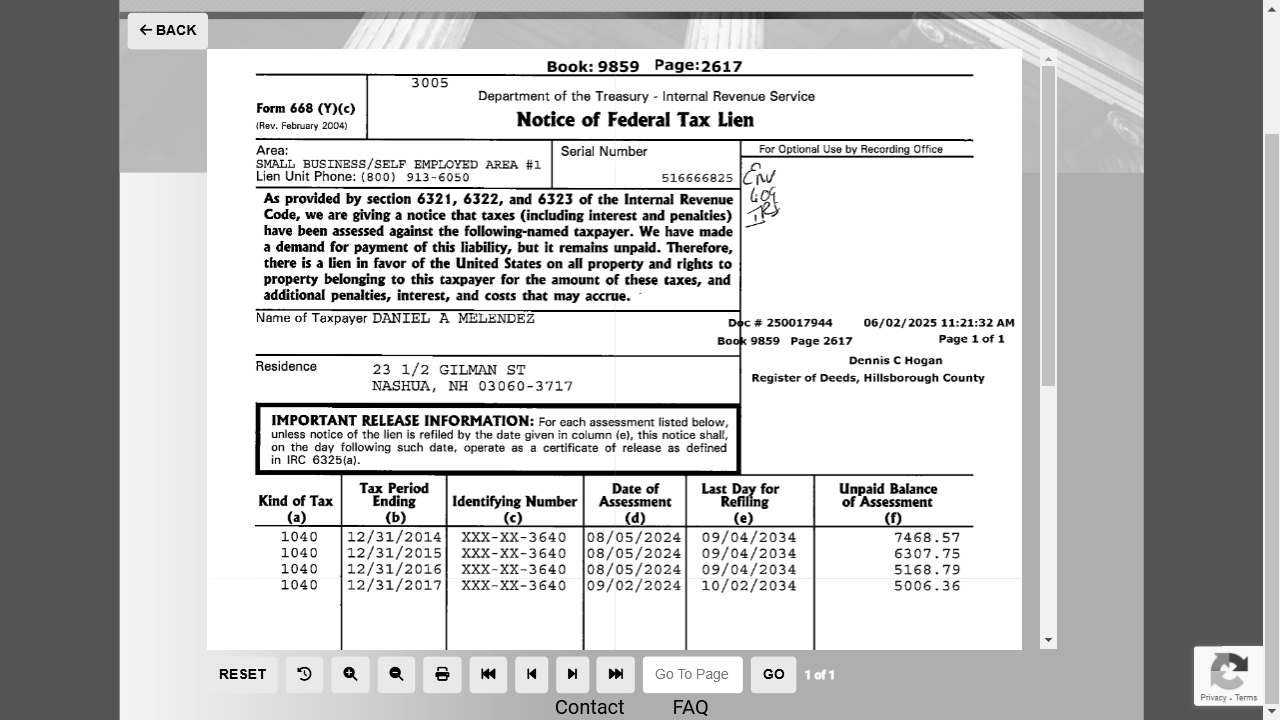 BACK
Book: 9859 Page:2617
3005
Form 668 (Y)(c)
(Rev. February 2004)
Department of the Treasury - Internal Revenue Service
Notice of Federal Tax Lien
Area:
SMALL BUSINESS/SELF EMPLOYED AREA #1
Lien Unit Phone: (800) 913-6050
Serial Number
516666825
For Optional Use by Recording Office
IRS
As provided by section 6321, 6322, and 6323 of the Internal Revenue
Code, we are giving a notice that taxes (including interest and penalties)
have been assessed against the following-named taxpayer. We have made
a demand for payment of this liability, but it remains unpaid. Therefore,
there is a lien in favor of the United States on all property and rights to
property belonging to this taxpayer for the amount of these taxes, and
additional penalties, interest, and costs that may accrue.
Name of Taxpayer DANIEL A MELENDEZ
Doc # 250017944 06/02/2025 11:21:32 AM
Book 9859 Page 2617 Page 1 of 1
Dennis C Hogan
Register of Deeds, Hillsborough County
Residence 23 1/2 GILMAN ST
NASHUA, NH 03060-3717
IMPORTANT RELEASE INFORMATION: For each assessment listed below,
unless notice of the lien is refiled by the date given in column (e), this notice shall,
on the day following such date, operate as a certificate of release as defined
in IRC 6325(a).
Kind of Tax (a) Tax Period Ending (b) Identifying Number (c) Date of Assessment (d) Last Day for Refiling (e) Unpaid Balance of Assessment (f)
1040 12/31/2014 XXX-XX-3640 08/05/2024 09/04/2034 7468.57
1040 12/31/2015 XXX-XX-3640 08/05/2024 09/04/2034 6307.75
1040 12/31/2016 XXX-XX-3640 08/05/2024 09/04/2034 5168.79
1040 12/31/2017 XXX-XX-3640 09/02/2024 10/02/2034 5006.36
RESET Go To Page GO 1 of 1
Privacy - Terms
Contact FAQ